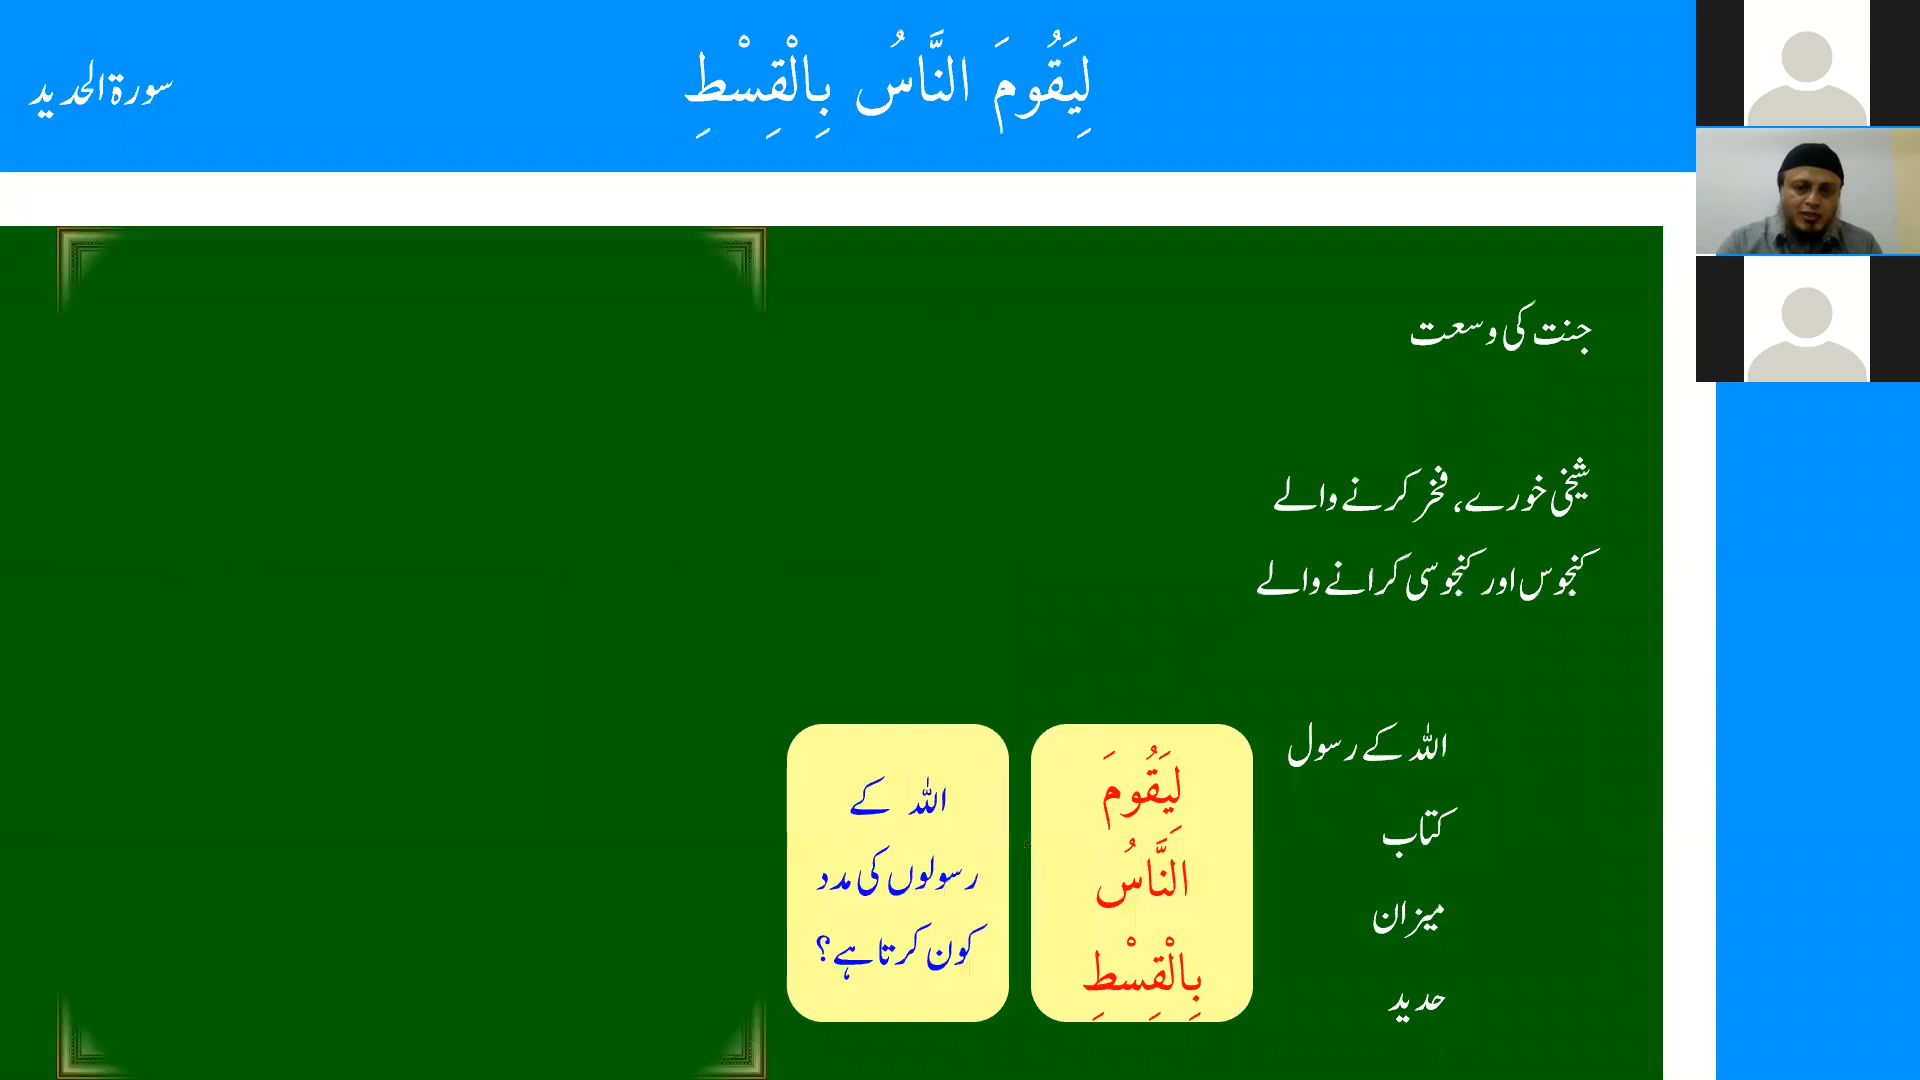 لِيَقُومَ النَّاسُ بِالْقِسْطِ
سورۃ الحدید
جنت کی وسعت
شیخی خورے، فخر کرنے والے
کنجوس اور کنجوسی کرانے والے
اللہ کے رسول
کتاب
میزان
حدید
لِيَقُومَ
النَّاسُ
بِالْقِسْطِ
اللہ کے
رسولوں کی مدد
کون کرتا ہے؟